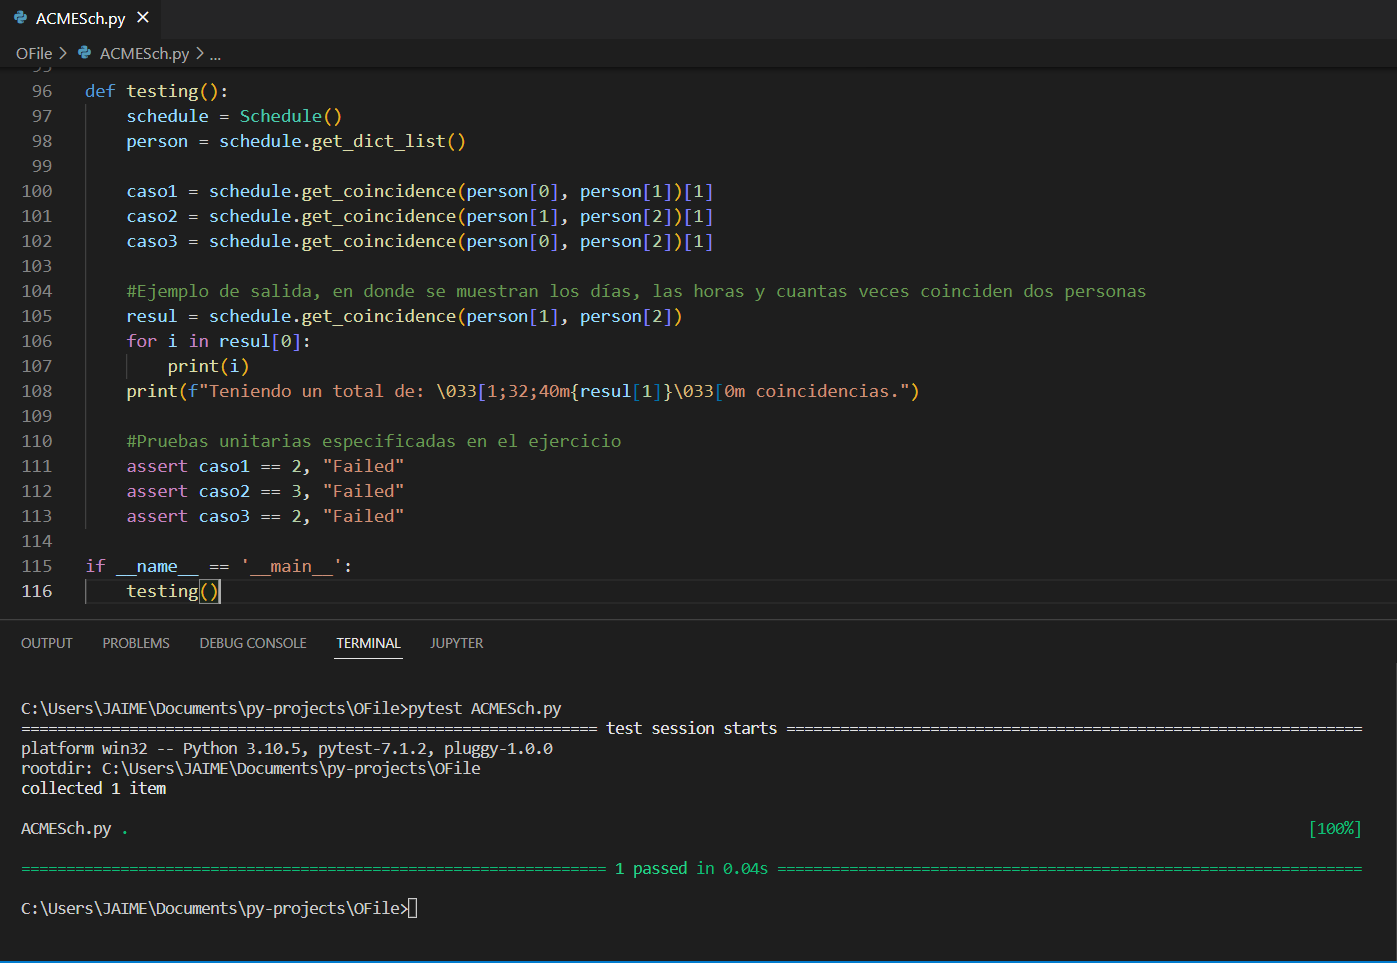 ACMESch.py
OFile > ACMESch.py > ...
95
96 def testing():
97 schedule = Schedule()
98 person = schedule.get_dict_list()
99
100 caso1 = schedule.get_coincidence(person[0], person[1])[1]
101 caso2 = schedule.get_coincidence(person[1], person[2])[1]
102 caso3 = schedule.get_coincidence(person[0], person[2])[1]
103
104 #Ejemplo de salida, en donde se muestran los días, las horas y cuantas veces coinciden dos personas
105 resul = schedule.get_coincidence(person[1], person[2])
106 for i in resul[0]:
107 print(i)
108 print(f"Teniendo un total de: \033[1;32;40m{resul[1]}\033[0m coincidencias.")
109
110 #Pruebas unitarias especificadas en el ejercicio
111 assert caso1 == 2, "Failed"
112 assert caso2 == 3, "Failed"
113 assert caso3 == 2, "Failed"
114
115 if __name__ == '__main__':
116 testing()
OUTPUT PROBLEMS DEBUG CONSOLE TERMINAL JUPYTER
C:\Users\JAIME\Documents\py-projects\OFile>pytest ACMESch.py
================================================================ test session starts ================================================================
platform win32 -- Python 3.10.5, pytest-7.1.2, pluggy-1.0.0
rootdir: C:\Users\JAIME\Documents\py-projects\OFile
collected 1 item
ACMESch.py . [100%]
================================================================= 1 passed in 0.04s =================================================================
C:\Users\JAIME\Documents\py-projects\OFile>